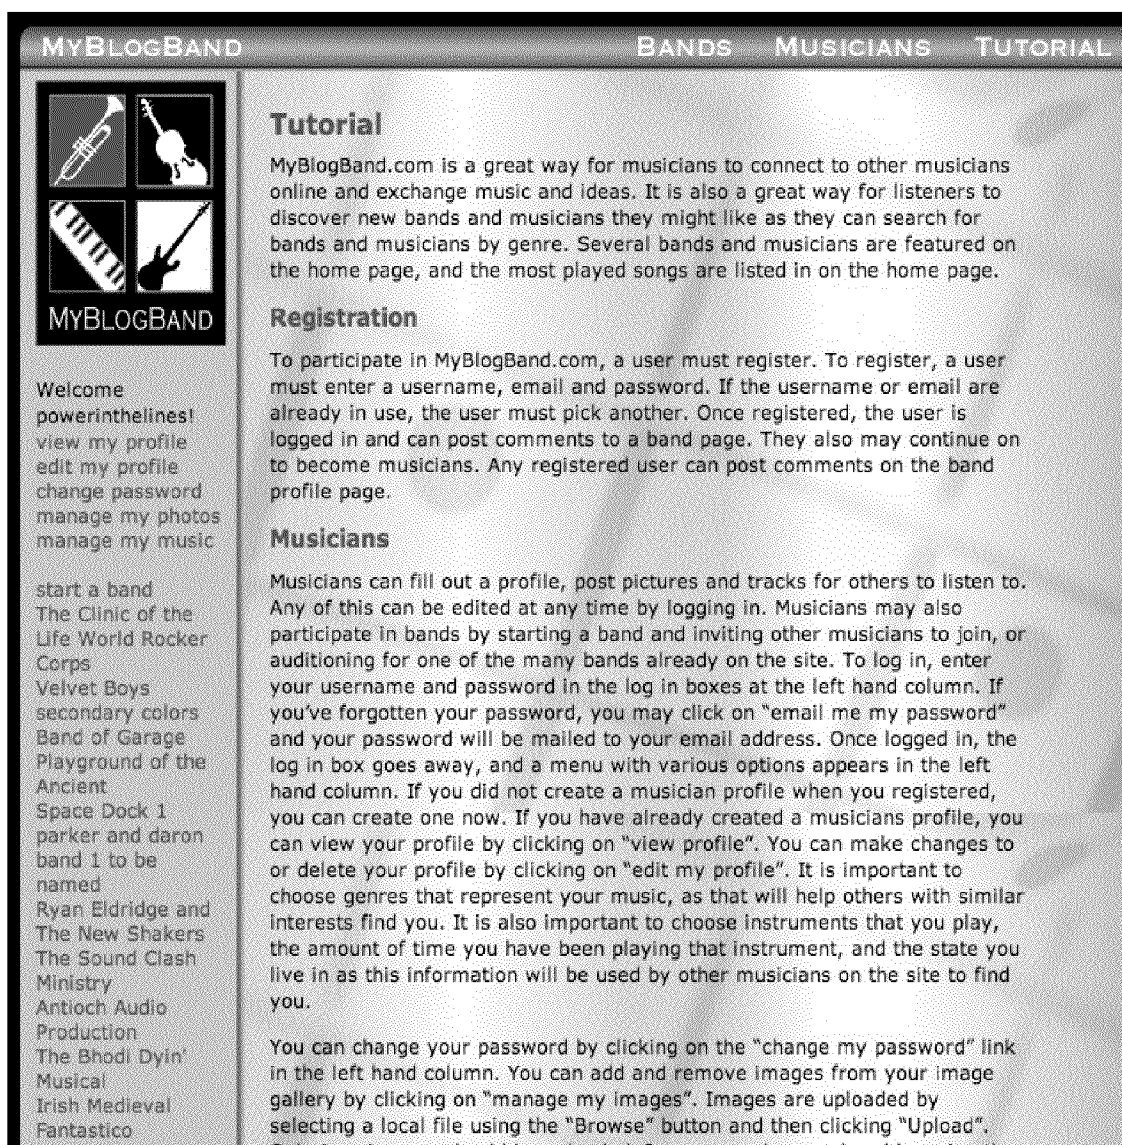 MYBLOGBAND
BANDS MUSICIANS TUTORIAL
MYBLOGBAND
Welcome
powerinthelines!
view my profile
edit my profile
change password
manage my photos
manage my music
start a band
The Clinic of the
Life World Rocker
Corps
Velvet Boys
secondary colors
Band of Garage
Playground of the
Ancient
Space Dock 1
parker and daron
band 1 to be
named
Ryan Eldridge and
The New Shakers
The Sound Clash
Ministry
Antioch Audio
Production
The Bhodi Dyin'
Musical
Irish Medieval
Fantastico
Tutorial
MyBlogBand.com is a great way for musicians to connect to other musicians
online and exchange music and ideas. It is also a great way for listeners to
discover new bands and musicians they might like as they can search for
bands and musicians by genre. Several bands and musicians are featured on
the home page, and the most played songs are listed in on the home page.
Registration
To participate in MyBlogBand.com, a user must register. To register, a user
must enter a username, email and password. If the username or email are
already in use, the user must pick another. Once registered, the user is
logged in and can post comments to a band page. They also may continue on
to become musicians. Any registered user can post comments on the band
profile page.
Musicians
Musicians can fill out a profile, post pictures and tracks for others to listen to.
Any of this can be edited at any time by logging in. Musicians may also
participate in bands by starting a band and inviting other musicians to join, or
auditioning for one of the many bands already on the site. To log in, enter
your username and password in the log in boxes at the left hand column. If
you've forgotten your password, you may click on “email me my password”
and your password will be mailed to your email address. Once logged in, the
log in box goes away, and a menu with various options appears in the left
hand column. If you did not create a musician profile when you registered,
you can create one now. If you have already created a musicians profile, you
can view your profile by clicking on “view profile”. You can make changes to
or delete your profile by clicking on “edit my profile”. It is important to
choose genres that represent your music, as that will help others with similar
interests find you. It is also important to choose instruments that you play,
the amount of time you have been playing that instrument, and the state you
live in as this information will be used by other musicians on the site to find
you.
You can change your password by clicking on the “change my password” link
in the left hand column. You can add and remove images from your image
gallery by clicking on “manage my images”. Images are uploaded by
selecting a local file using the “Browse” button and then clicking “Upload”.